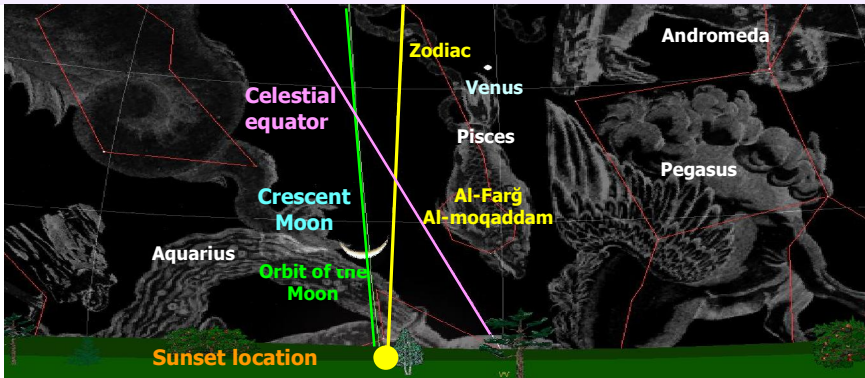 Andromeda
Zodiac
Venus
Celestial
equator
Pisces
Pegasus
Crescent
Moon
Al-Farğ
Al-moqaddam
Aquarius
Orbit of the
Moon
Sunset location
W